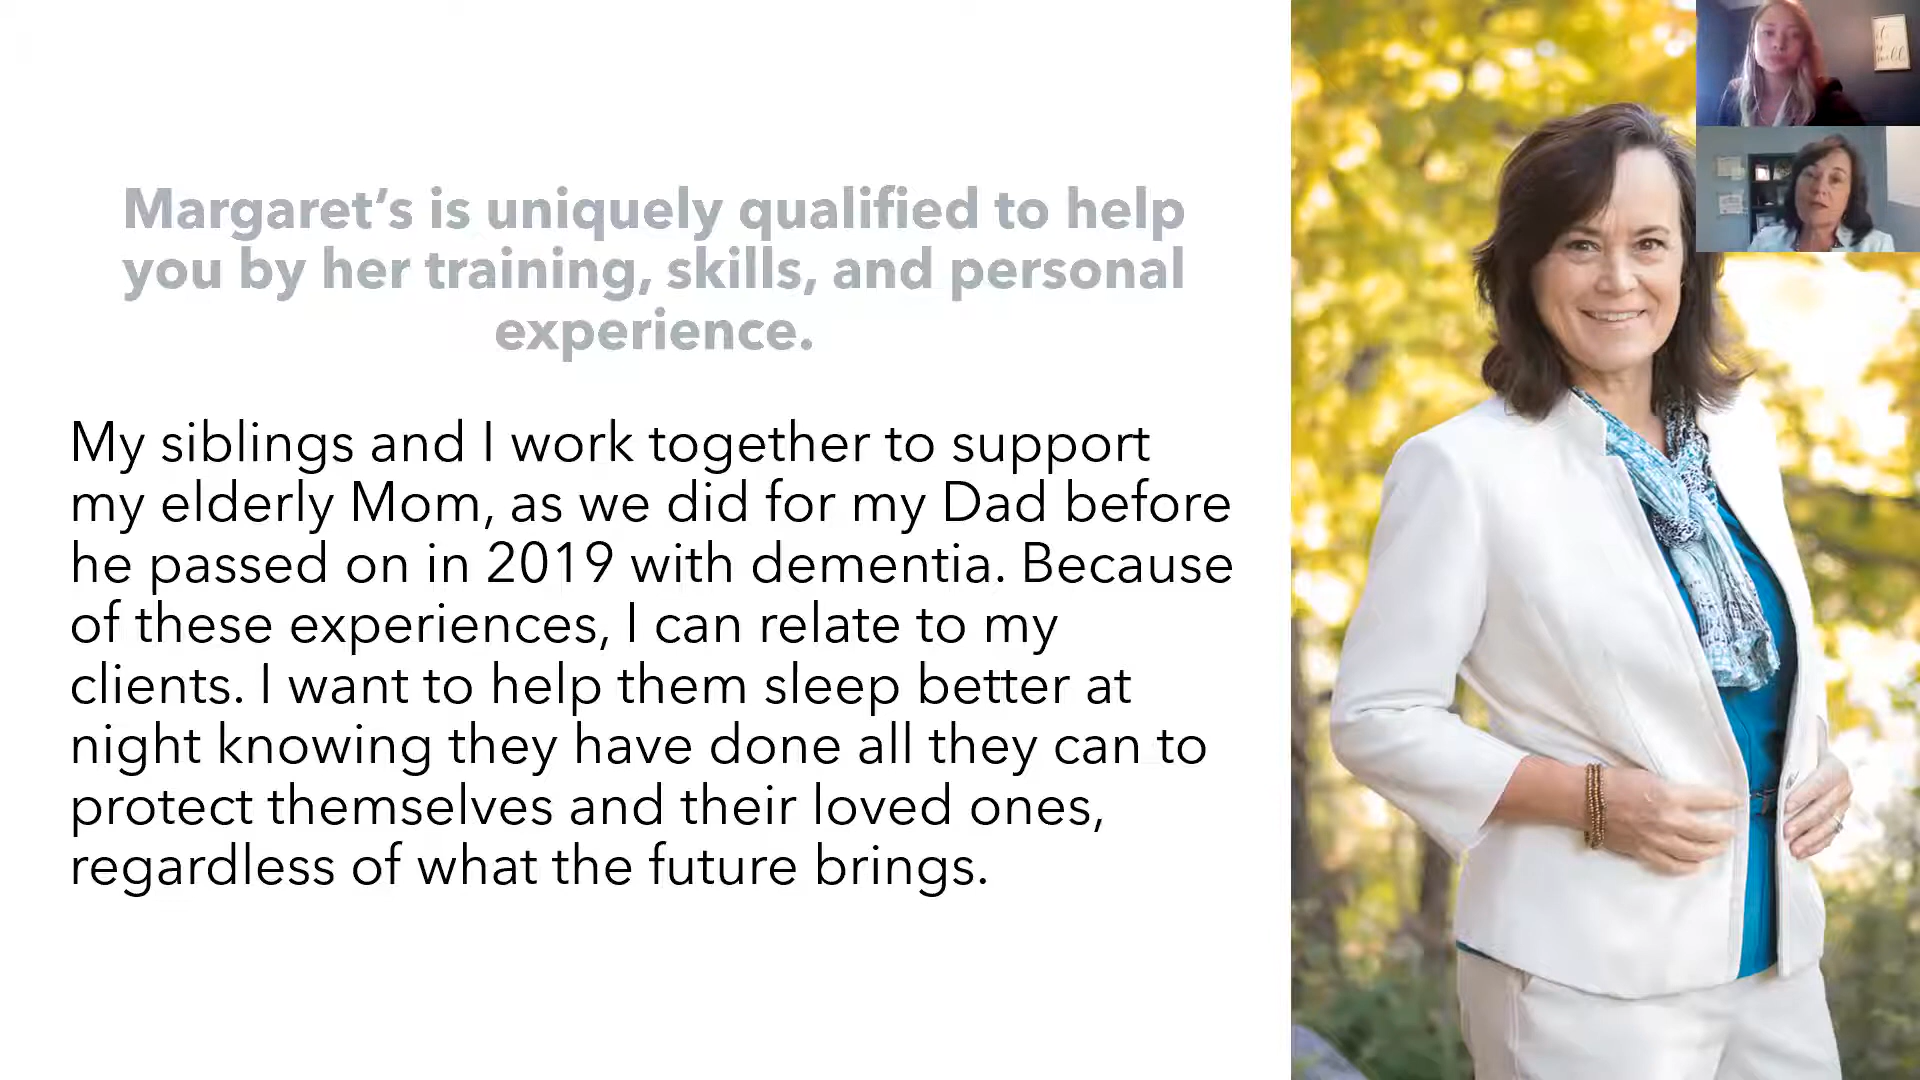 Margaret’s is uniquely qualified to help
you by her training, skills, and personal
experience.
My siblings and I work together to support
my elderly Mom, as we did for my Dad before
he passed on in 2019 with dementia. Because
of these experiences, I can relate to my
clients. I want to help them sleep better at
night knowing they have done all they can to
protect themselves and their loved ones,
regardless of what the future brings.